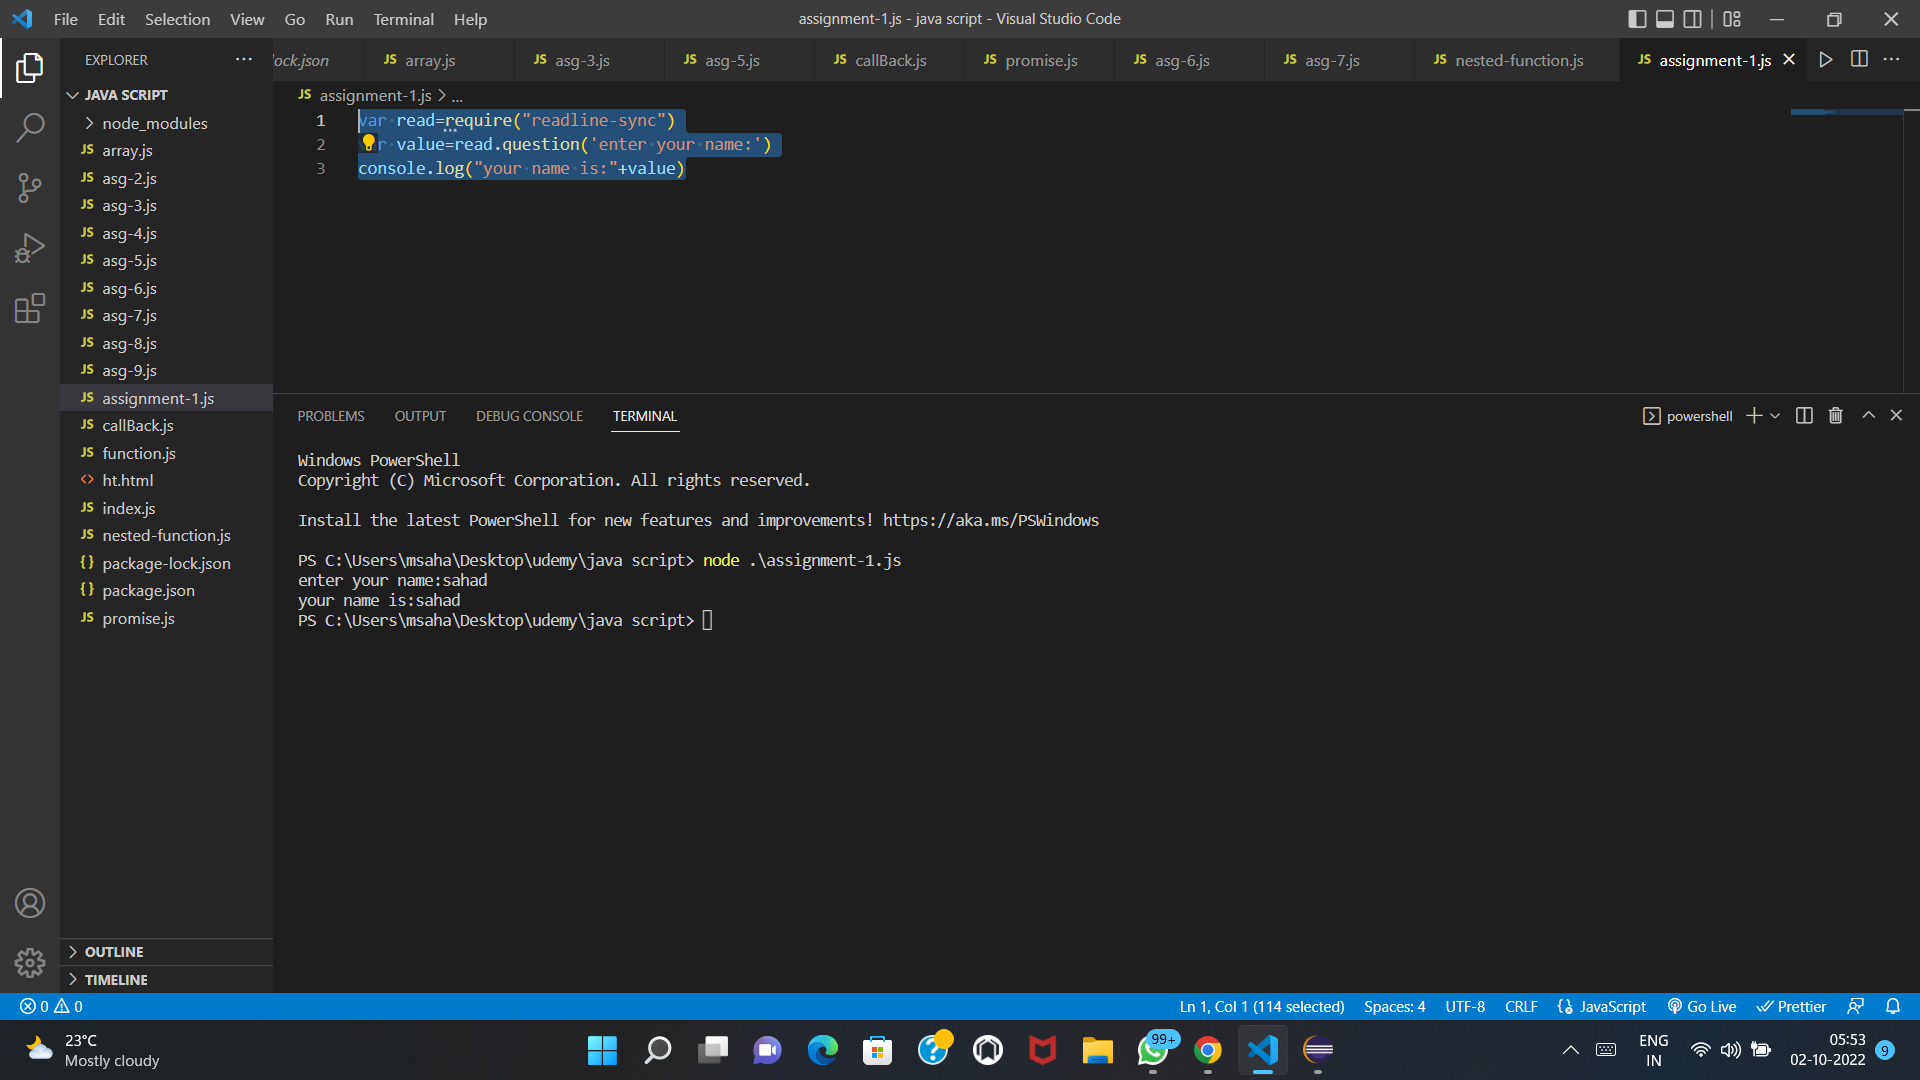 File Edit Selection View Go Run Terminal Help
assignment-1.js - java script - Visual Studio Code
EXPLORER
lock.json
JS array.js
JS asg-3.js
JS asg-5.js
JS callBack.js
JS promise.js
JS asg-6.js
JS asg-7.js
JS nested-function.js
JS assignment-1.js
JAVA SCRIPT
node_modules
JS array.js
JS asg-2.js
JS asg-3.js
JS asg-4.js
JS asg-5.js
JS asg-6.js
JS asg-7.js
JS asg-8.js
JS asg-9.js
JS assignment-1.js
JS callBack.js
JS function.js
<> ht.html
JS index.js
JS nested-function.js
{} package-lock.json
{} package.json
JS promise.js
OUTLINE
TIMELINE
JS assignment-1.js > ...
1 var read=require("readline-sync")
2 r value=read.question('enter your name:')
3 console.log("your name is:"+value)
PROBLEMS OUTPUT DEBUG CONSOLE TERMINAL
powershell
Windows PowerShell
Copyright (C) Microsoft Corporation. All rights reserved.
Install the latest PowerShell for new features and improvements! https://aka.ms/PSWindows
PS C:\Users\msaha\Desktop\udemy\java script> node .\assignment-1.js
enter your name:sahad
your name is:sahad
PS C:\Users\msaha\Desktop\udemy\java script>
0 0
Ln 1, Col 1 (114 selected) Spaces: 4 UTF-8 CRLF {} JavaScript Go Live Prettier
23°C
Mostly cloudy
99+
ENG
IN
05:53
02-10-2022
9